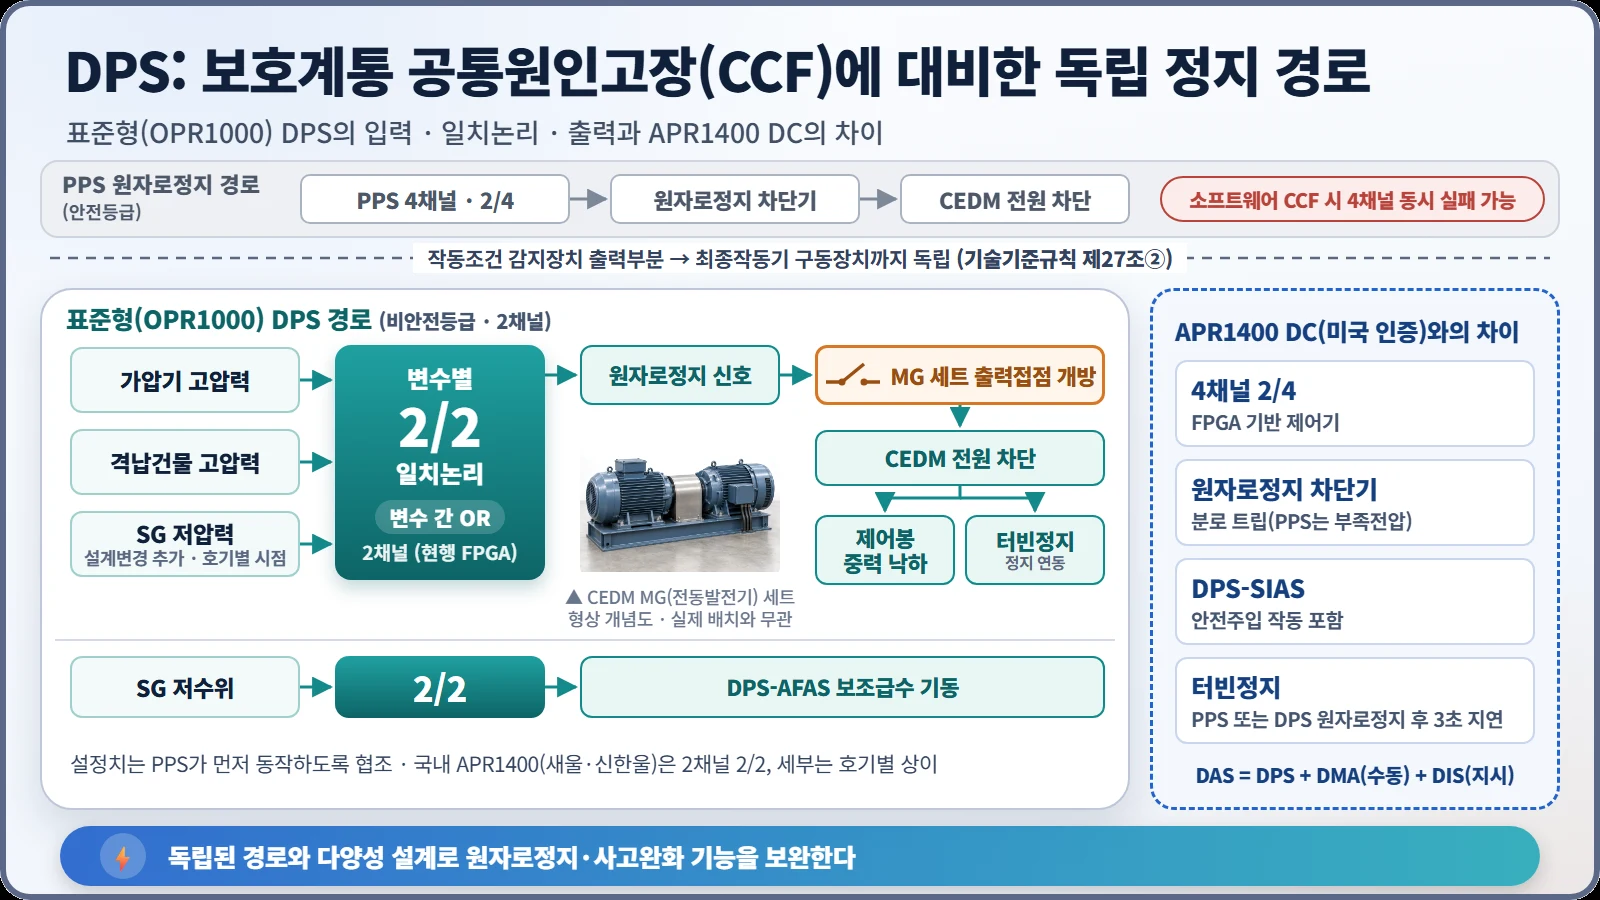 DPS: 보호계통 공통원인고장(CCF)에 대비한 독립 정지 경로
표준형(OPR1000) DPS의 입력 · 일치논리 · 출력과 APR1400 DC의 차이
PPS 원자로정지 경로
(안전등급)
PPS 4채널 · 2/4
원자로정지 차단기
CEDM 전원 차단
소프트웨어 CCF 시 4채널 동시 실패 가능
작동조건 감지장치 출력부분 → 최종작동기 구동장치까지 독립 (기술기준규칙 제27조②)
표준형(OPR1000) DPS 경로 (비안전등급 · 2채널)
가압기 고압력
격납건물 고압력
SG 저압력
설계변경 추가 · 호기별 시점
변수별
2/2
일치논리
변수 간 OR
2채널 (현행 FPGA)
원자로정지 신호
MG 세트 출력접점 개방
CEDM 전원 차단
제어봉
중력 낙하
터빈정지
정지 연동
▲ CEDM MG(전동발전기) 세트
형상 개념도 · 실제 배치와 무관
SG 저수위
2/2
DPS-AFAS 보조급수 기동
설정치는 PPS가 먼저 동작하도록 협조 · 국내 APR1400(새울·신한울)은 2채널 2/2, 세부는 호기별 상이
APR1400 DC(미국 인증)와의 차이
4채널 2/4
FPGA 기반 제어기
원자로정지 차단기
분로 트립(PPS는 부족전압)
DPS-SIAS
안전주입 작동 포함
터빈정지
PPS 또는 DPS 원자로정지 후 3초 지연
DAS = DPS + DMA(수동) + DIS(지시)
독립된 경로와 다양성 설계로 원자로정지·사고완화 기능을 보완한다